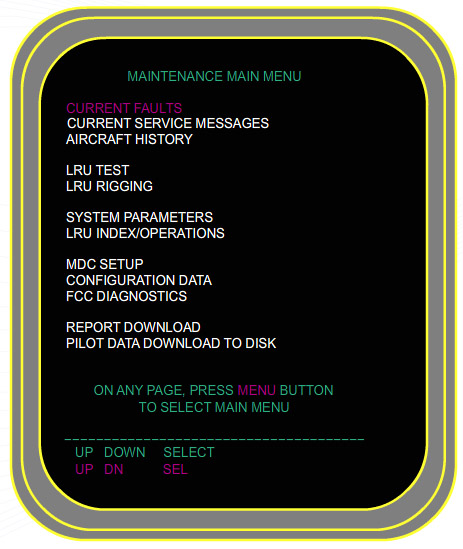 MAINTENANCE MAIN MENU
CURRENT FAULTS
CURRENT SERVICE MESSAGES
AIRCRAFT HISTORY
LRU TEST
LRU RIGGING
SYSTEM PARAMETERS
LRU INDEX/OPERATIONS
MDC SETUP
CONFIGURATION DATA
FCC DIAGNOSTICS
REPORT DOWNLOAD
PILOT DATA DOWNLOAD TO DISK
ON ANY PAGE, PRESS MENU BUTTON
TO SELECT MAIN MENU
UP DOWN SELECT
UP DN SEL